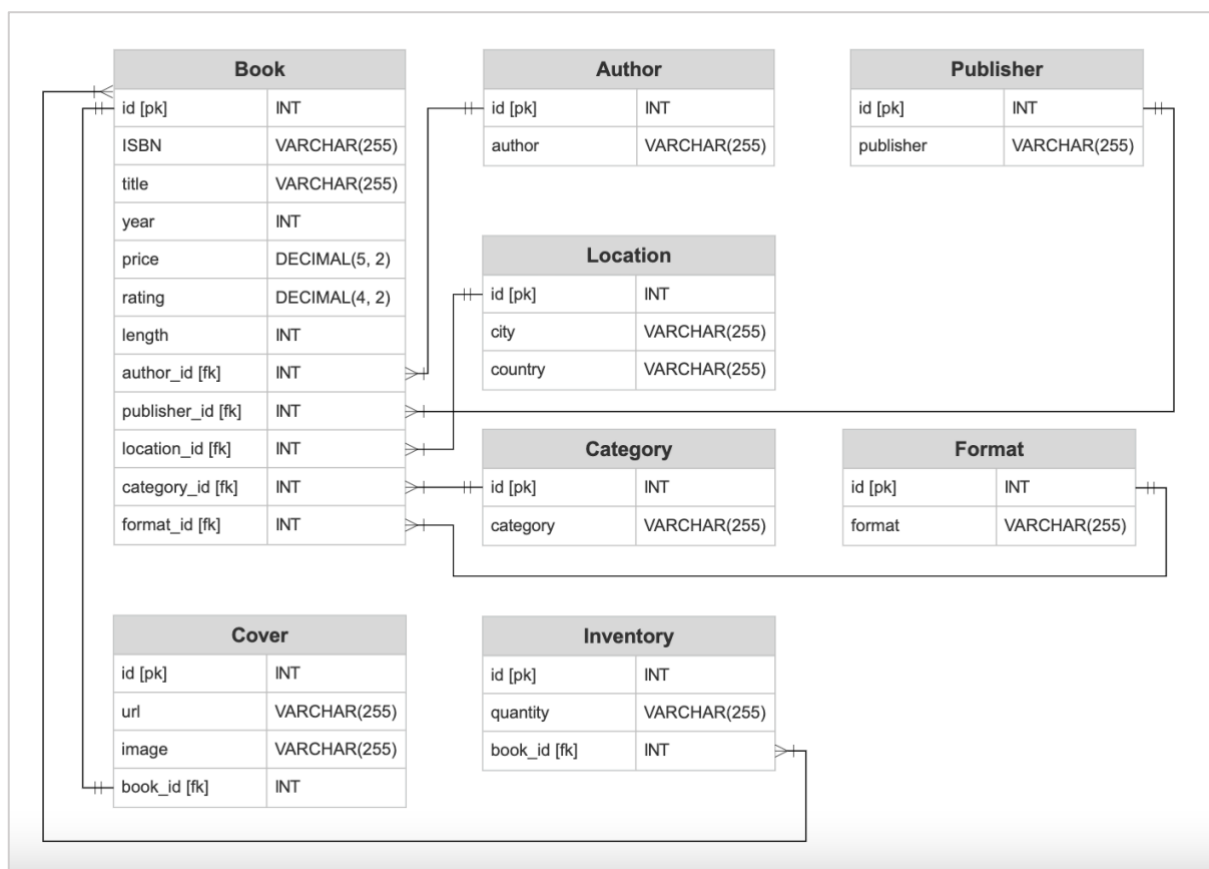 Book
id [pk] INT
ISBN VARCHAR(255)
title VARCHAR(255)
year INT
price DECIMAL(5, 2)
rating DECIMAL(4, 2)
length INT
author_id [fk] INT
publisher_id [fk] INT
location_id [fk] INT
category_id [fk] INT
format_id [fk] INT
Author
id [pk] INT
author VARCHAR(255)
Publisher
id [pk] INT
publisher VARCHAR(255)
Location
id [pk] INT
city VARCHAR(255)
country VARCHAR(255)
Category
id [pk] INT
category VARCHAR(255)
Format
id [pk] INT
format VARCHAR(255)
Cover
id [pk] INT
url VARCHAR(255)
image VARCHAR(255)
book_id [fk] INT
Inventory
id [pk] INT
quantity VARCHAR(255)
book_id [fk] INT